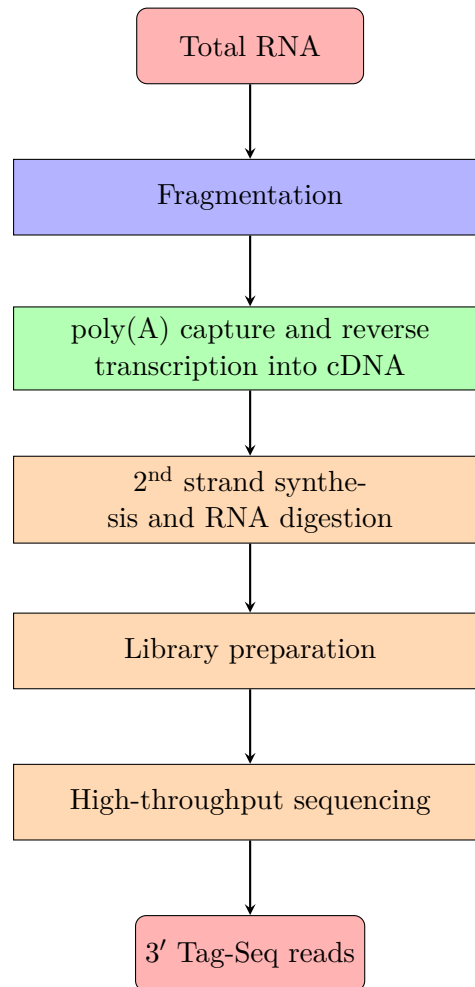 Total RNA
Fragmentation
poly(A) capture and reverse
transcription into cDNA
2nd strand synthe-
sis and RNA digestion
Library preparation
High-throughput sequencing
3′ Tag-Seq reads